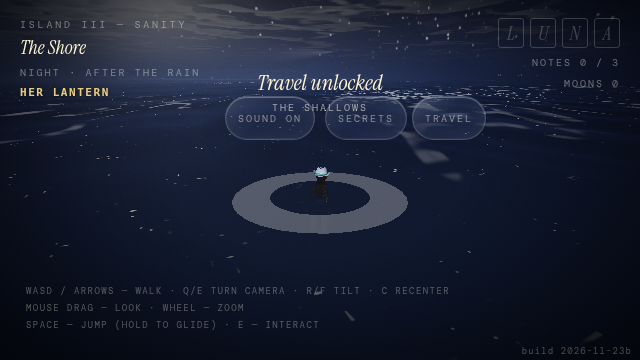 ISLAND III — SANITY
The Shore
NIGHT · AFTER THE RAIN
HER LANTERN
L U N A
NOTES 0 / 3
MOONS 0
Travel unlocked
THE SHALLOWS
SOUND ON
SECRETS
TRAVEL
WASD / ARROWS — WALK · Q/E TURN CAMERA · R/F TILT · C RECENTER
MOUSE DRAG — LOOK · WHEEL — ZOOM
SPACE — JUMP (HOLD TO GLIDE) · E — INTERACT
build 2026-11-23b